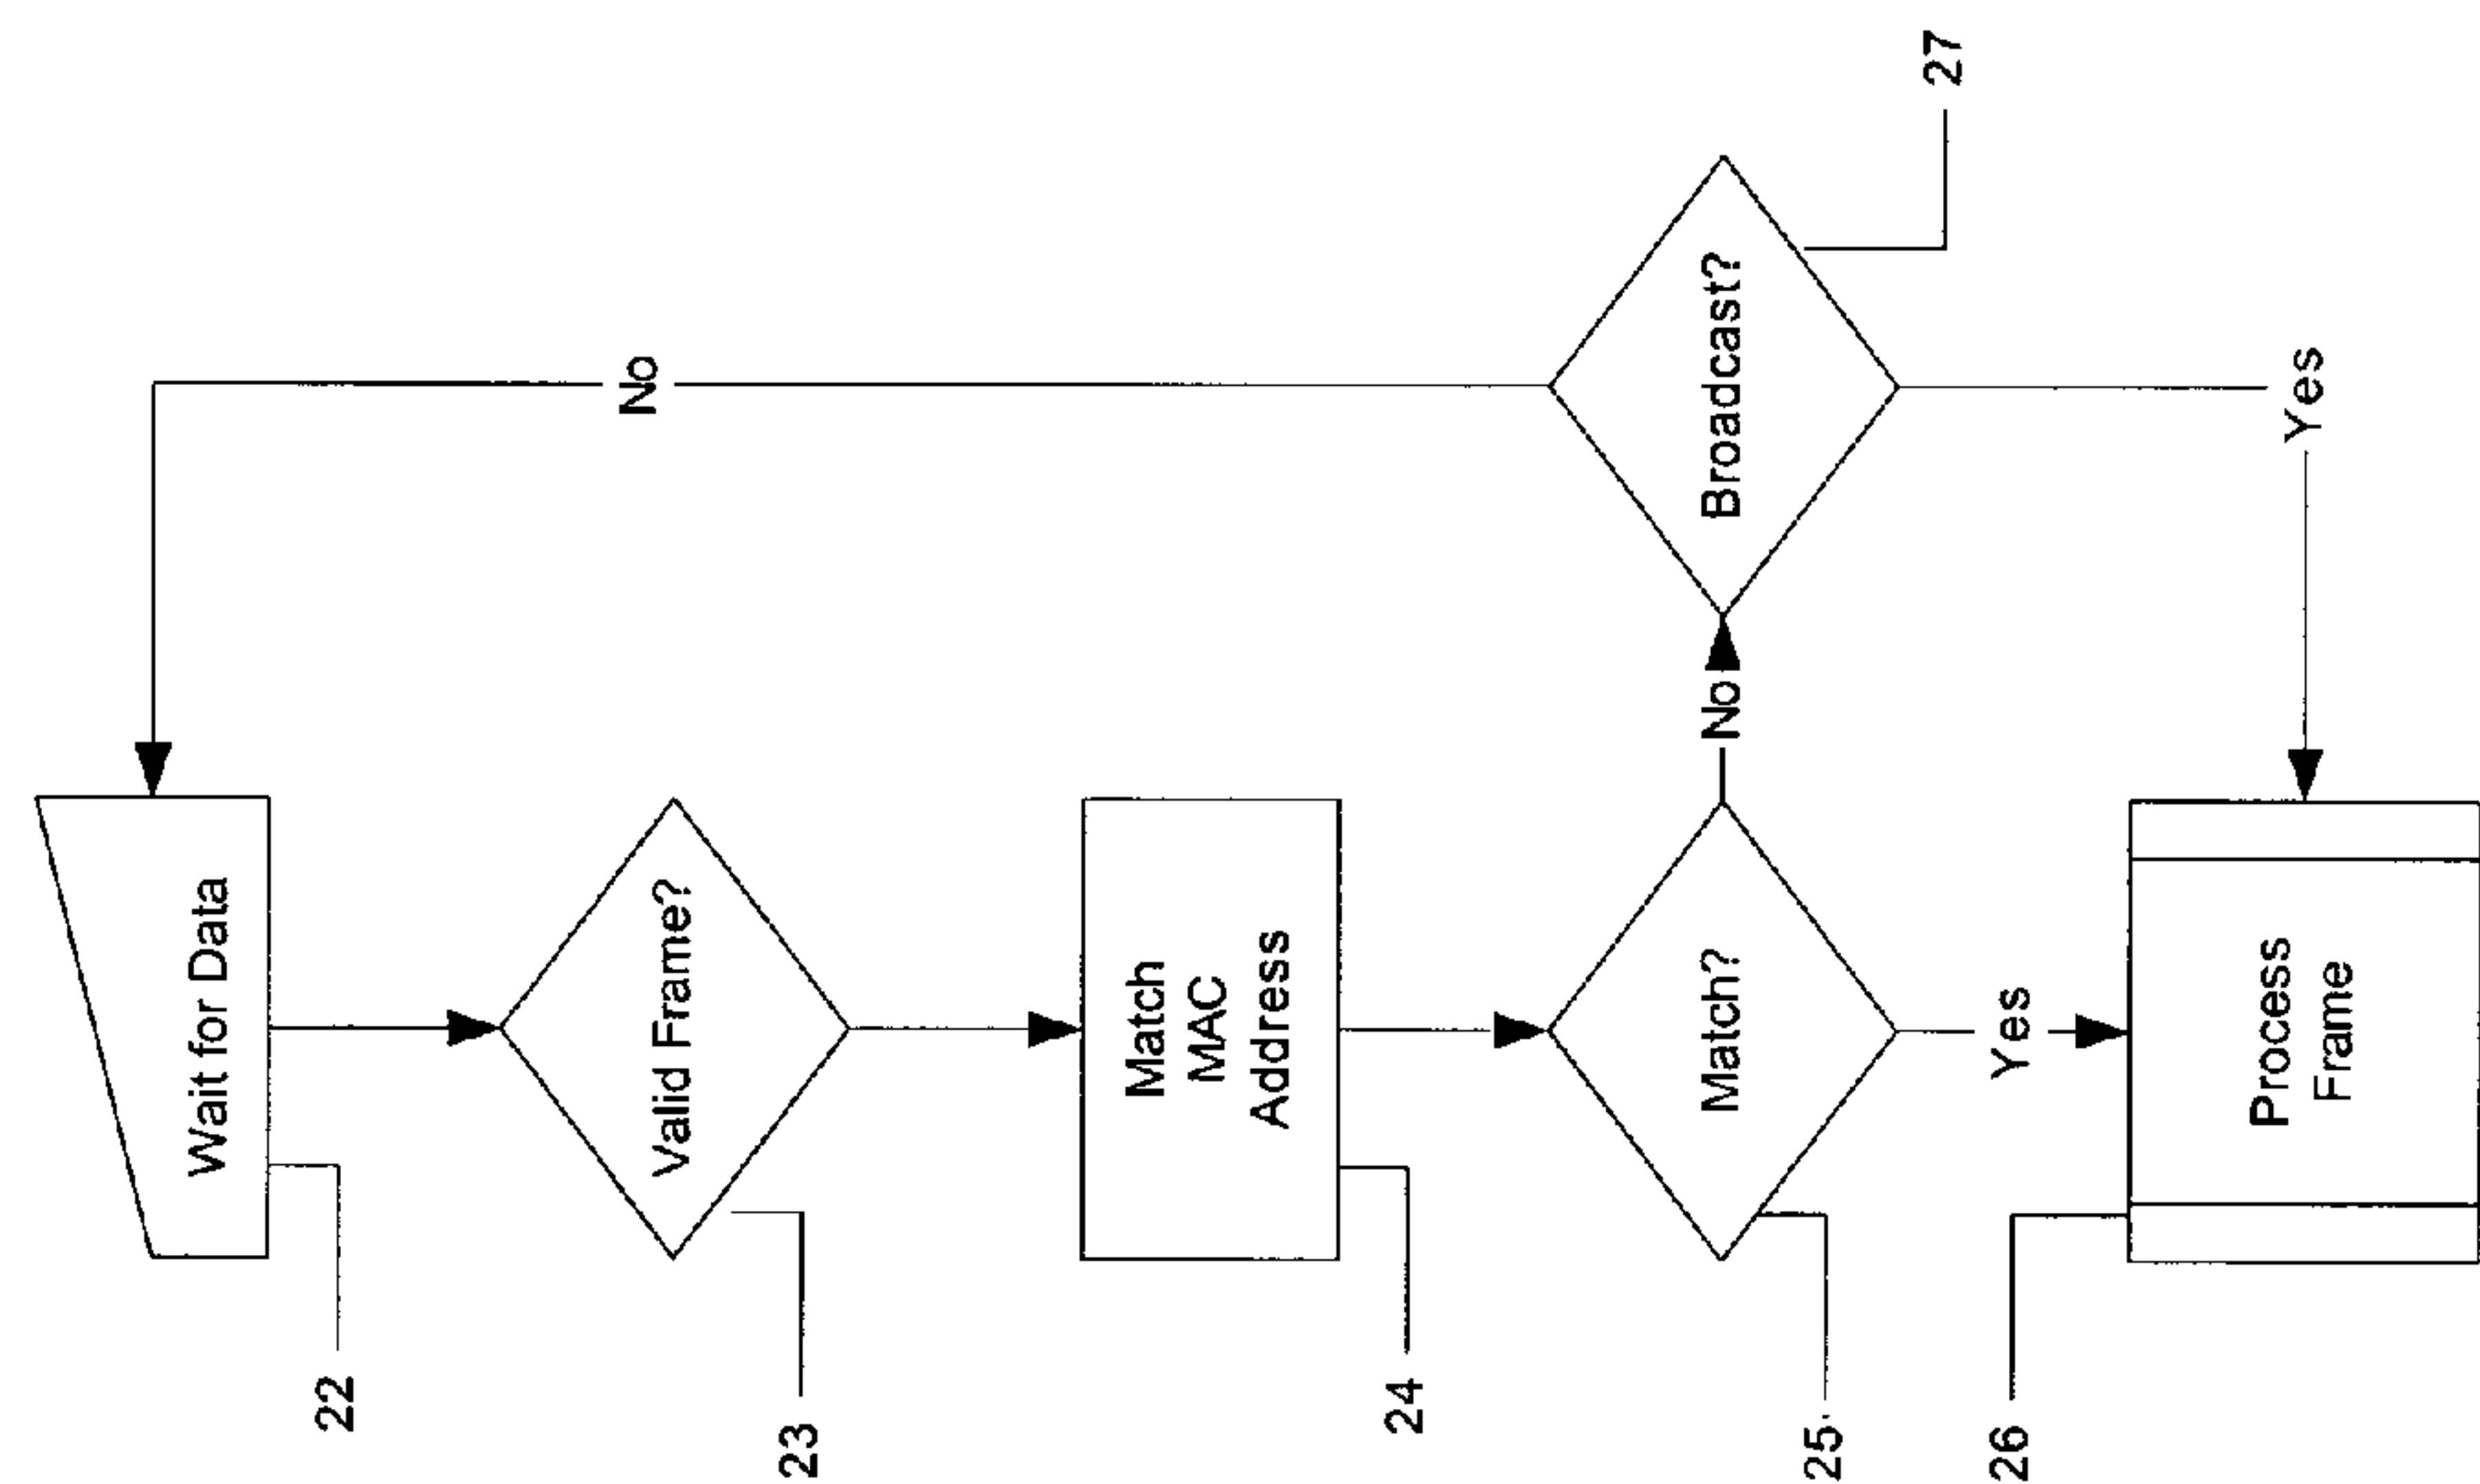 Wait for Data
22
Valid Frame?
23
No
Match
MAC
Address
24
Match?
25
No
Broadcast?
27
Yes
Yes
Process
Frame
26